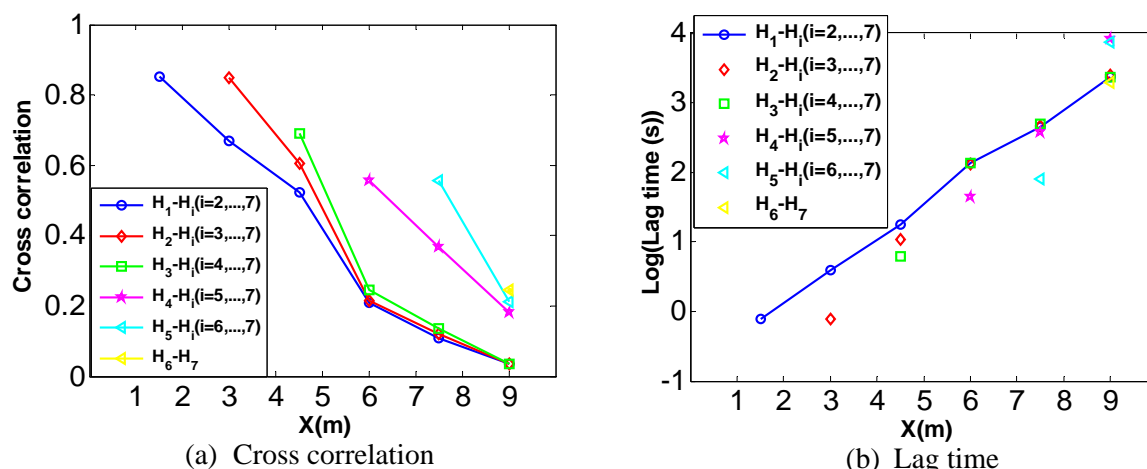 1
0.8
0.6
0.4
0.2
0
Cross correlation
H1-Hi(i=2,...,7)
H2-Hi(i=3,...,7)
H3-Hi(i=4,...,7)
H4-Hi(i=5,...,7)
H5-Hi(i=6,...,7)
H6-H7
1 2 3 4 5 6 7 8 9
X(m)
(a) Cross correlation
4
3
2
1
0
-1
Log(Lag time (s))
H1-Hi(i=2,...,7)
H2-Hi(i=3,...,7)
H3-Hi(i=4,...,7)
H4-Hi(i=5,...,7)
H5-Hi(i=6,...,7)
H6-H7
1 2 3 4 5 6 7 8 9
X(m)
(b) Lag time